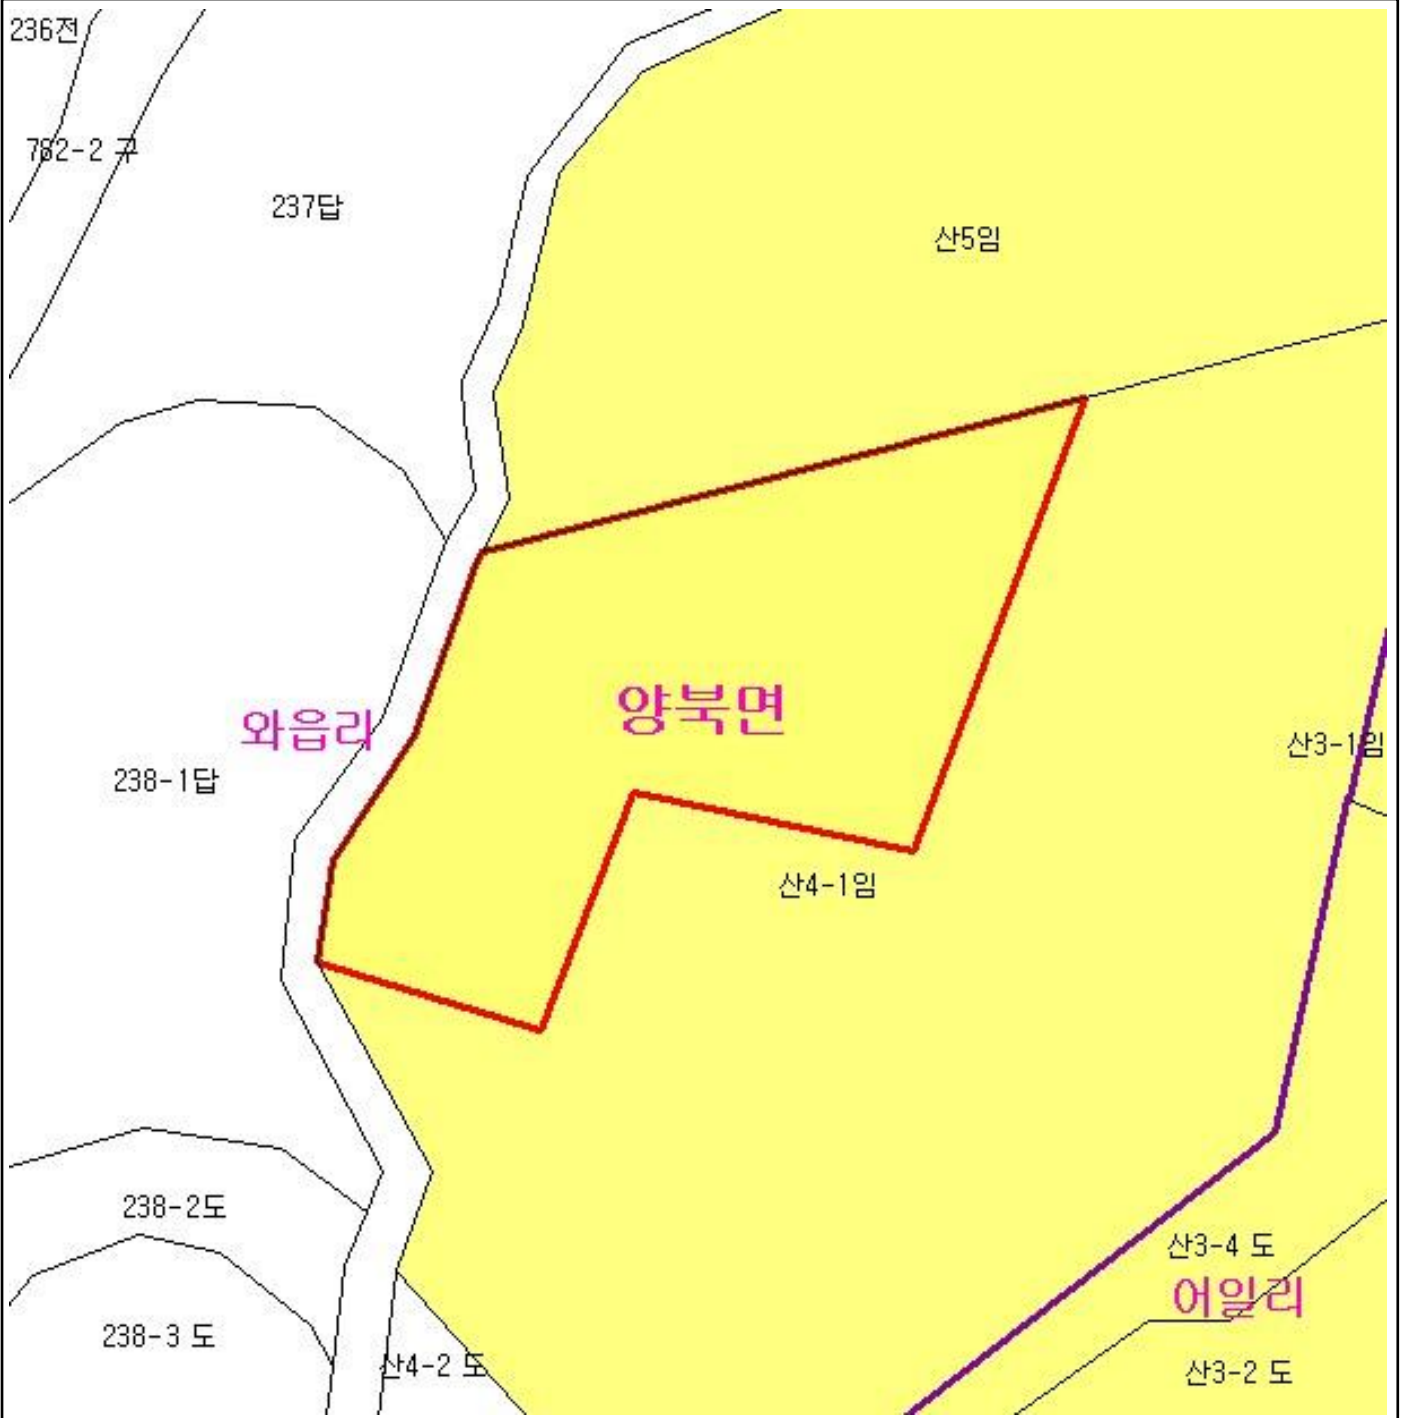 236전
782-2 구
237답
산5임
양북면
와읍리
산3-1임
238-1답
산4-1임
238-2도
산3-4 도
어일리
238-3 도
산4-2 도
산3-2 도